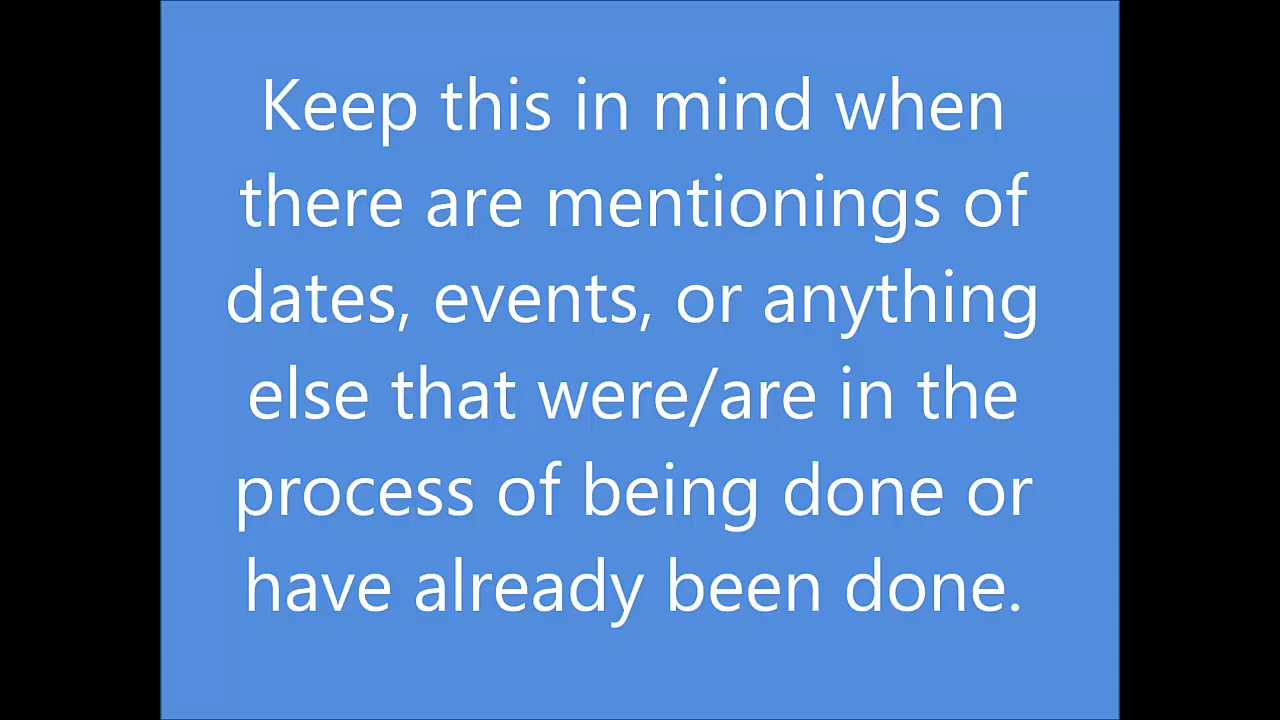 Keep this in mind when
there are mentionings of
dates, events, or anything
else that were/are in the
process of being done or
have already been done.